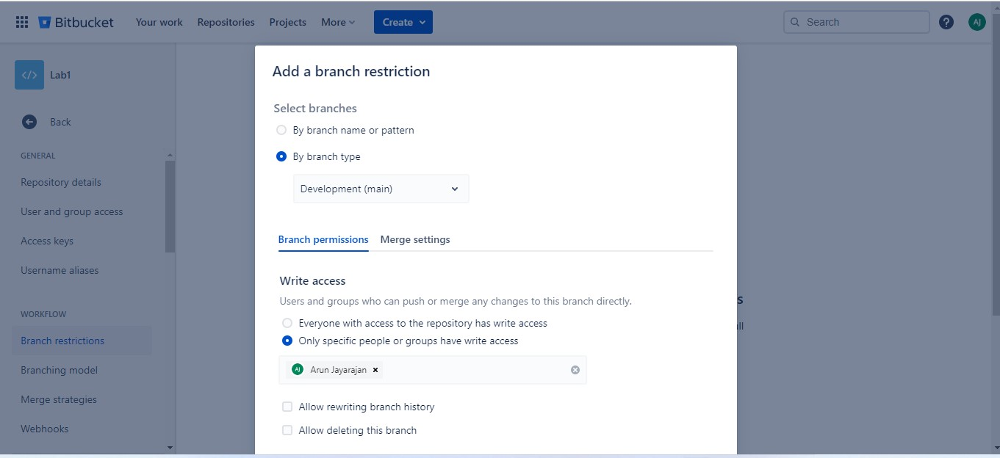 Bitbucket Your work Repositories Projects More Create Search ? AJ
Lab1
Back
GENERAL
Repository details
User and group access
Access keys
Username aliases
WORKFLOW
Branch restrictions
Branching model
Merge strategies
Webhooks
Add a branch restriction
Select branches
By branch name or pattern
By branch type
Development (main)
Branch permissions Merge settings
Write access
Users and groups who can push or merge any changes to this branch directly.
Everyone with access to the repository has write access
Only specific people or groups have write access
AJ Arun Jayarajan
Allow rewriting branch history
Allow deleting this branch